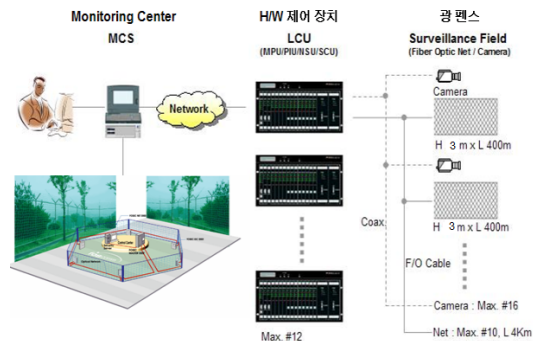 Monitoring Center
MCS
H/W 제어 장치
LCU
(MPU/PIU/NSU/SCU)
광 펜스
Surveillance Field
(Fiber Optic Net / Camera)
Network
Camera
H 3 m x L 400m
H 3 m x L 400m
Coax.
F/O Cable
Camera : Max. #16
Net : Max. #10, L 4Km
Max. #12